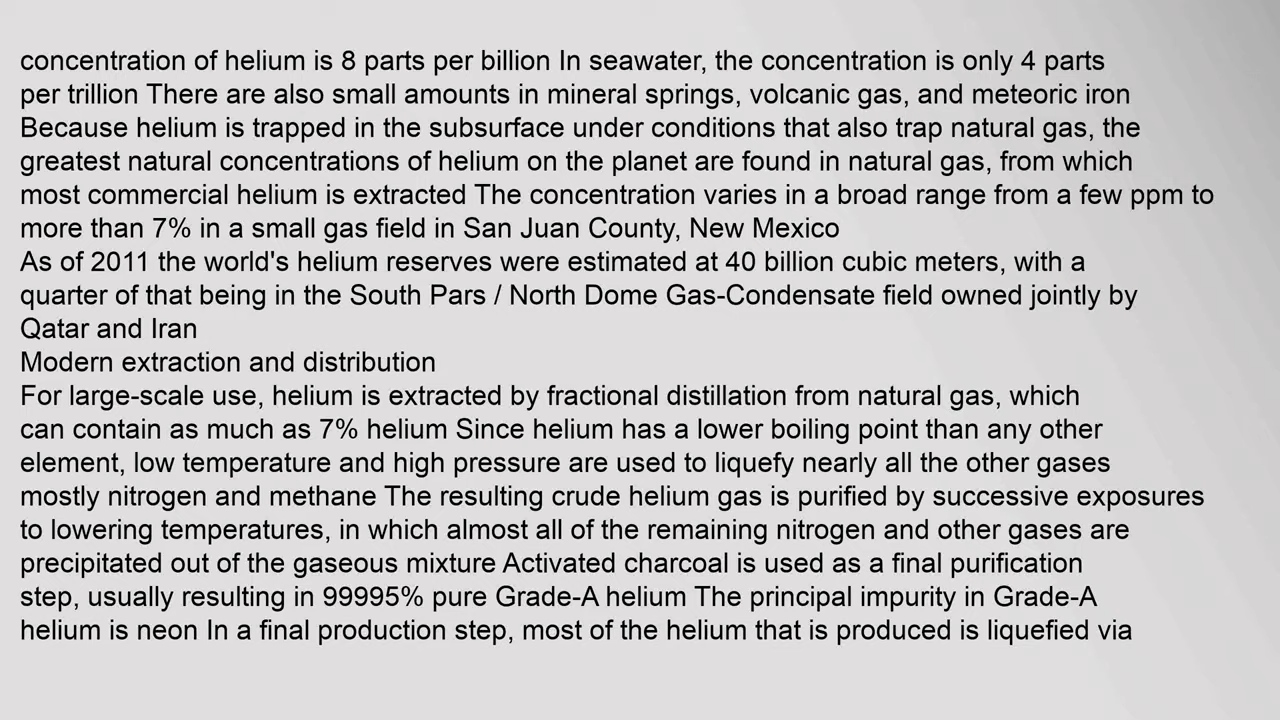 concentration of helium is 8 parts per billion In seawater, the concentration is only 4 parts
per trillion There are also small amounts in mineral springs, volcanic gas, and meteoric iron
Because helium is trapped in the subsurface under conditions that also trap natural gas, the
greatest natural concentrations of helium on the planet are found in natural gas, from which
most commercial helium is extracted The concentration varies in a broad range from a few ppm to
more than 7% in a small gas field in San Juan County, New Mexico
As of 2011 the world's helium reserves were estimated at 40 billion cubic meters, with a
quarter of that being in the South Pars / North Dome Gas-Condensate field owned jointly by
Qatar and Iran
Modern extraction and distribution
For large-scale use, helium is extracted by fractional distillation from natural gas, which
can contain as much as 7% helium Since helium has a lower boiling point than any other
element, low temperature and high pressure are used to liquefy nearly all the other gases
mostly nitrogen and methane The resulting crude helium gas is purified by successive exposures
to lowering temperatures, in which almost all of the remaining nitrogen and other gases are
precipitated out of the gaseous mixture Activated charcoal is used as a final purification
step, usually resulting in 99995% pure Grade-A helium The principal impurity in Grade-A
helium is neon In a final production step, most of the helium that is produced is liquefied via